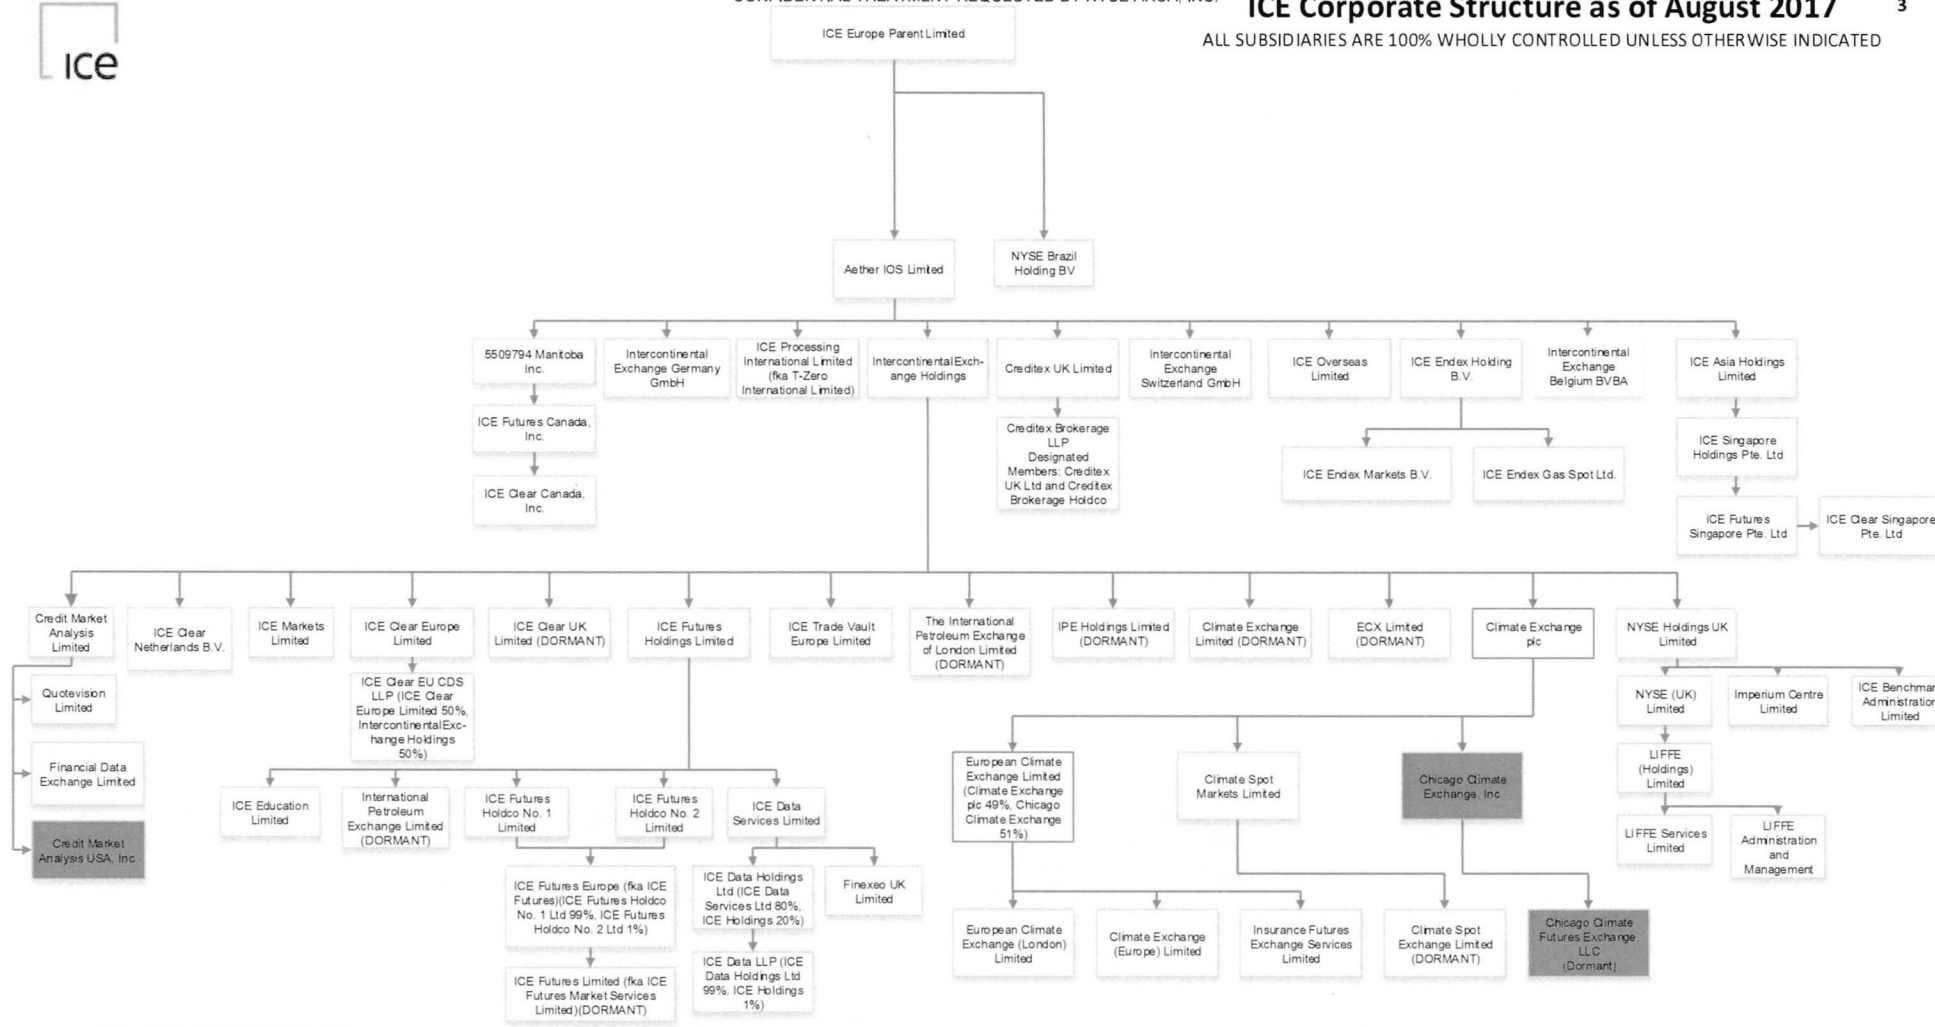 ICE Corporate Structure as of August 2017
3
ALL SUBSIDIARIES ARE 100% WHOLLY CONTROLLED UNLESS OTHERWISE INDICATED
ice
ICE Europe Parent Limited
Aether IOS Limited
NYSE Brazil
Holding BV
5509794 Manitoba
Inc.
Intercontinental
Exchange Germany
GmbH
ICE Processing
International Limited
(fka T-Zero
International Limited)
IntercontinentalExch-
ange Holdings
Creditex UK Limited
Intercontinental
Exchange
Switzerland GmbH
ICE Overseas
Limited
ICE Endex Holding
B.V.
Intercontinental
Exchange
Belgium BVBA
ICE Asia Holdings
Limited
ICE Futures Canada,
Inc.
ICE Clear Canada,
Inc.
Creditex Brokerage
LLP
Designated
Members: Creditex
UK Ltd and Creditex
Brokerage Holdco
ICE Endex Markets B.V.
ICE Endex Gas Spot Ltd.
ICE Singapore
Holdings Pte. Ltd
ICE Futures
Singapore Pte. Ltd
ICE Clear Singapore
Pte. Ltd
Credit Market
Analysis
Limited
ICE Clear
Netherlands B.V.
ICE Markets
Limited
ICE Clear Europe
Limited
ICE Clear UK
Limited (DORMANT)
ICE Futures
Holdings Limited
ICE Trade Vault
Europe Limited
The International
Petroleum Exchange
of London Limited
(DORMANT)
IPE Holdings Limited
(DORMANT)
Climate Exchange
Limited (DORMANT)
ECX Limited
(DORMANT)
Climate Exchange
plc
NYSE Holdings UK
Limited
Quotevision
Limited
Financial Data
Exchange Limited
Credit Market
Analysis USA, Inc.
ICE Clear EU CDS
LLP (ICE Clear
Europe Limited 50%,
IntercontinentalExc-
hange Holdings
50%)
ICE Education
Limited
International
Petroleum
Exchange Limited
(DORMANT)
ICE Futures
Holdco No. 1
Limited
ICE Futures
Holdco No. 2
Limited
ICE Data
Services Limited
ICE Futures Europe (fka ICE
Futures)(ICE Futures Holdco
No. 1 Ltd 99%, ICE Futures
Holdco No. 2 Ltd 1%)
ICE Futures Limited (fka ICE
Futures Market Services
Limited)(DORMANT)
ICE Data Holdings
Ltd (ICE Data
Services Ltd 80%,
ICE Holdings 20%)
Finexeo UK
Limited
ICE Data LLP (ICE
Data Holdings Ltd
99%, ICE Holdings
1%)
European Climate
Exchange Limited
(Climate Exchange
plc 49%, Chicago
Climate Exchange
51%)
Climate Spot
Markets Limited
Chicago Climate
Exchange, Inc.
European Climate
Exchange (London)
Limited
Climate Exchange
(Europe) Limited
Insurance Futures
Exchange Services
Limited
Climate Spot
Exchange Limited
(DORMANT)
Chicago Climate
Futures Exchange,
LLC
(Dormant)
NYSE (UK)
Limited
Imperium Centre
Limited
ICE Benchmar
Administration
Limited
LIFFE
(Holdings)
Limited
LIFFE Services
Limited
LIFFE
Administration
and
Management